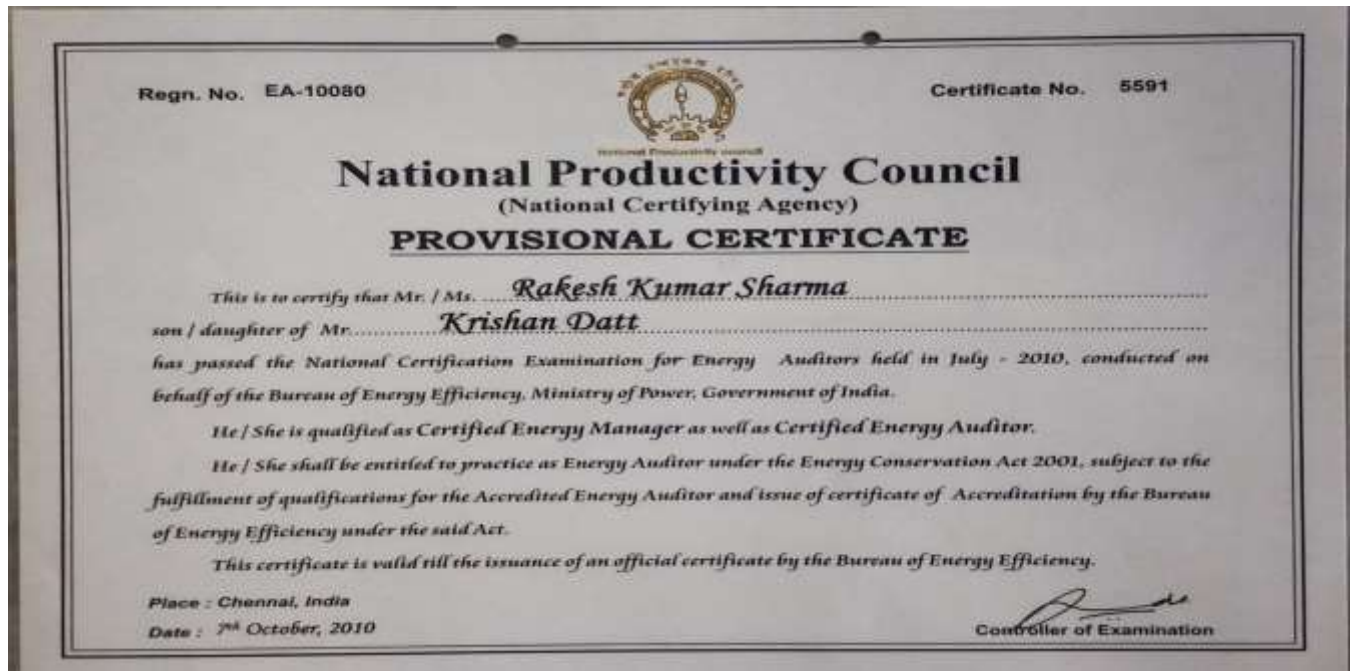 Regn. No. EA-10080
Certificate No. 5591
National Productivity Council
National Productivity Council
(National Certifying Agency)
PROVISIONAL CERTIFICATE
This is to certify that Mr. / Ms. .... Rakesh Kumar Sharma
son / daughter of Mr. .......... Krishan Datt
has passed the National Certification Examination for Energy Auditors held in July - 2010, conducted on
behalf of the Bureau of Energy Efficiency, Ministry of Power, Government of India.
He / She is qualified as Certified Energy Manager as well as Certified Energy Auditor.
He / She shall be entitled to practice as Energy Auditor under the Energy Conservation Act 2001, subject to the
fulfillment of qualifications for the Accredited Energy Auditor and issue of certificate of Accreditation by the Bureau
of Energy Efficiency under the said Act.
This certificate is valid till the issuance of an official certificate by the Bureau of Energy Efficiency.
Place : Chennai, India
Date : 7th October, 2010
Controller of Examination